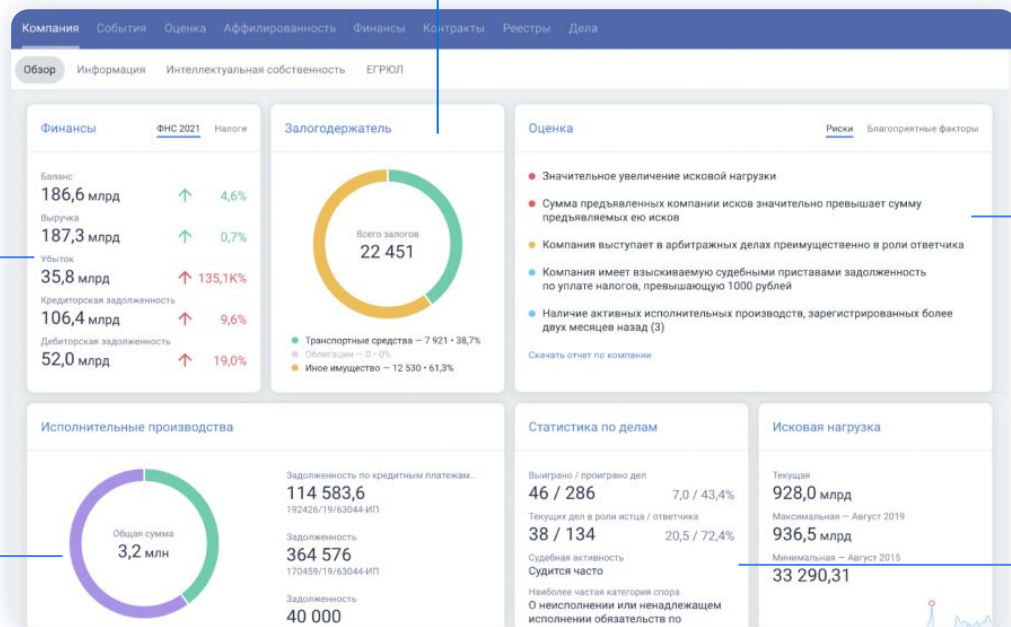 Компания События Оценка Аффилированность Финансы Контракты Реестры Дела
Обзор Информация Интеллектуальная собственность ЕГРЮЛ
Финансы ФНС 2021 Налоги
Баланс
186,6 млрд 4,6%
Выручка
187,3 млрд 0,7%
Убыток
35,8 млрд 135,1K%
Кредиторская задолженность
106,4 млрд 9,6%
Дебиторская задолженность
52,0 млрд 19,0%
Залогодержатель
Всего залогов
22 451
Транспортные средства — 7 921 • 38,7%
Облигации — 0 • 0%
Иное имущество — 12 530 • 61,3%
Оценка Риски Благоприятные факторы
Значительное увеличение исковой нагрузки
Сумма предъявленных компании исков значительно превышает сумму
предъявляемых ею исков
Компания выступает в арбитражных делах преимущественно в роли ответчика
Компания имеет взыскиваемую судебными приставами задолженность
по уплате налогов, превышающую 1000 рублей
Наличие активных исполнительных производств, зарегистрированных более
двух месяцев назад (3)
Скачать отчет по компании
Исполнительные производства
Общая сумма
3,2 млн
Задолженность по кредитным платежам...
114 583,6
192426/19/63044-ИП
Задолженность
364 576
170459/19/63044-ИП
Задолженность
40 000
Статистика по делам
Выиграно / проиграно дел
46 / 286 7,0 / 43,4%
Текущих дел в роли истца / ответчика
38 / 134 20,5 / 72,4%
Судебная активность
Судится часто
Наиболее частая категория спора
О неисполнении или ненадлежащем
исполнении обязательств по
Исковая нагрузка
Текущая
928,0 млрд
Максимальная — Август 2019
936,5 млрд
Минимальная — Август 2015
33 290,31